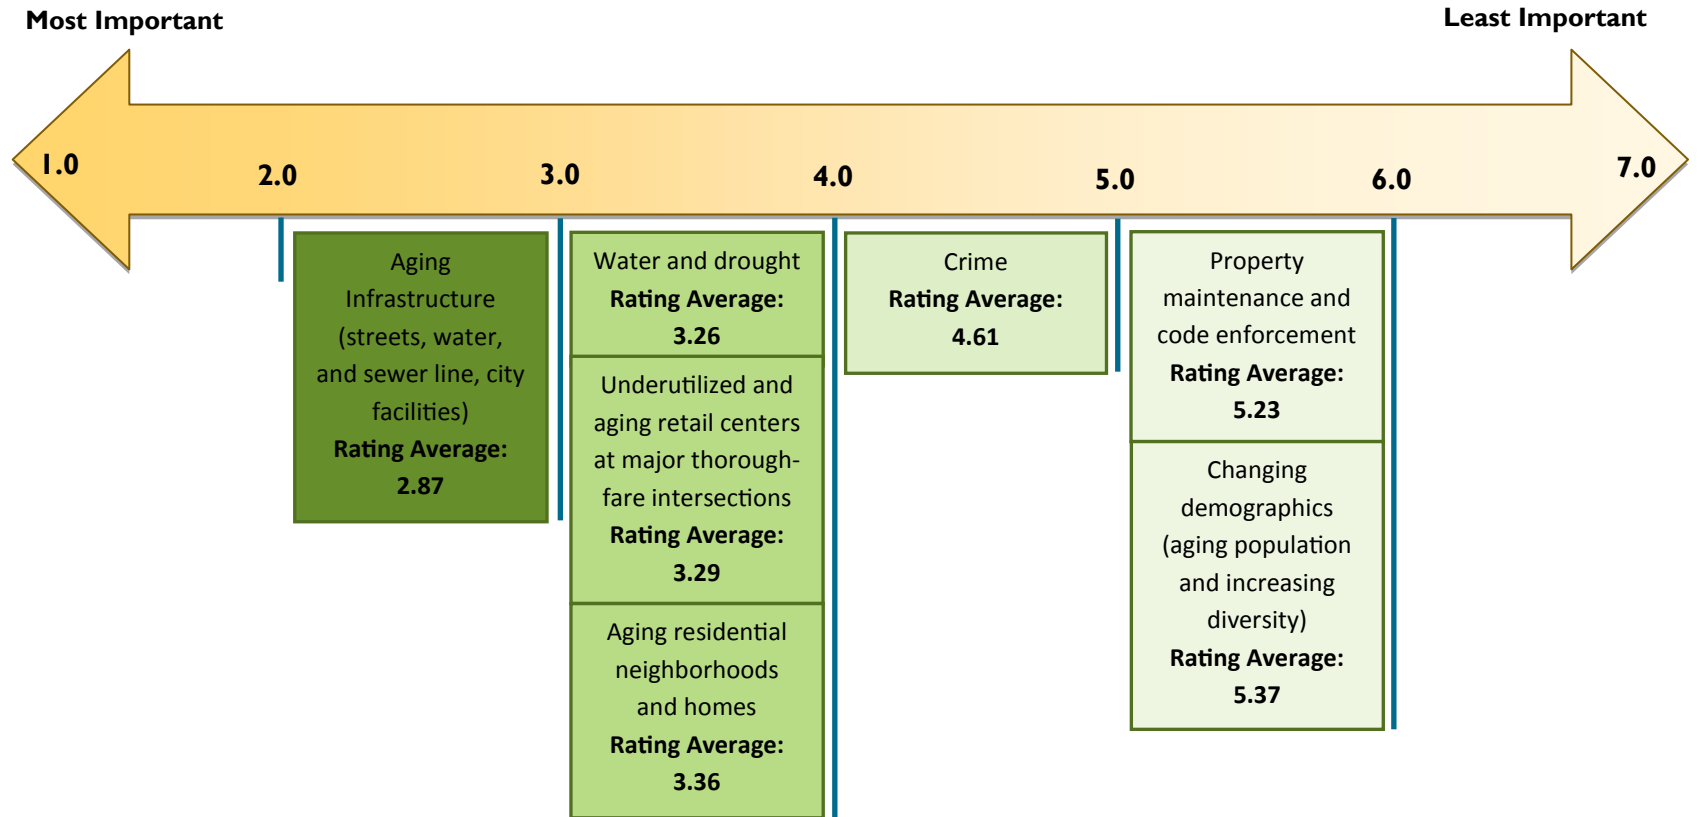 Most Important
Least Important
1.0
2.0
3.0
4.0
5.0
6.0
7.0
Aging
Infrastructure
(streets, water,
and sewer line, city
facilities)
Rating Average:
2.87
Water and drought
Rating Average:
3.26
Underutilized and
aging retail centers
at major thorough-
fare intersections
Rating Average:
3.29
Aging residential
neighborhoods
and homes
Rating Average:
3.36
Crime
Rating Average:
4.61
Property
maintenance and
code enforcement
Rating Average:
5.23
Changing
demographics
(aging population
and increasing
diversity)
Rating Average:
5.37